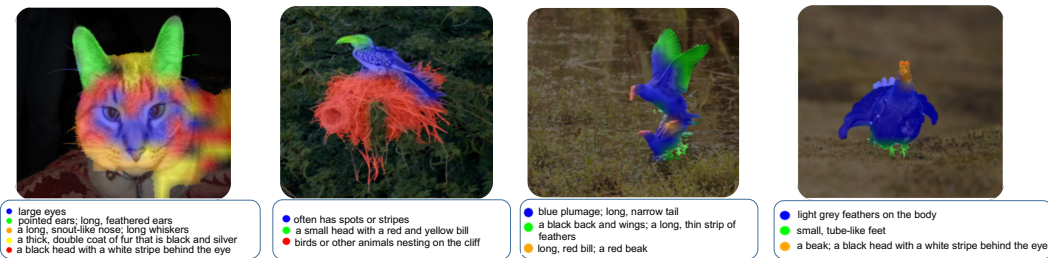 large eyes
pointed ears; long, feathered ears
a long, snout-like nose; long whiskers
a thick, double coat of fur that is black and silver
a black head with a white stripe behind the eye
often has spots or stripes
a small head with a red and yellow bill
birds or other animals nesting on the cliff
blue plumage; long, narrow tail
a black back and wings; a long, thin strip of
feathers
long, red bill; a red beak
light grey feathers on the body
small, tube-like feet
a beak; a black head with a white stripe behind the eye